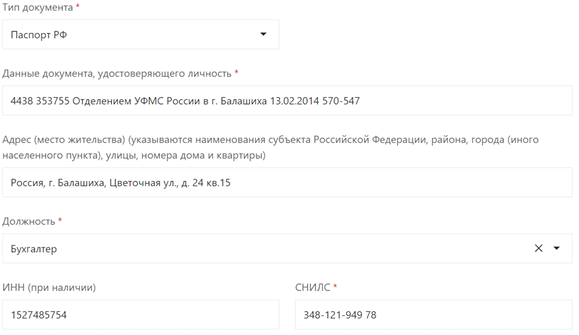 Тип документа *
Паспорт РФ
Данные документа, удостоверяющего личность *
4438 353755 Отделением УФМС России в г. Балашиха 13.02.2014 570-547
Адрес (место жительства) (указываются наименования субъекта Российской Федерации, района, города (иного
населенного пункта), улицы, номера дома и квартиры)
Россия, г. Балашиха, Цветочная ул., д. 24 кв.15
Должность *
Бухгалтер
ИНН (при наличии)
СНИЛС *
1527485754
348-121-949 78